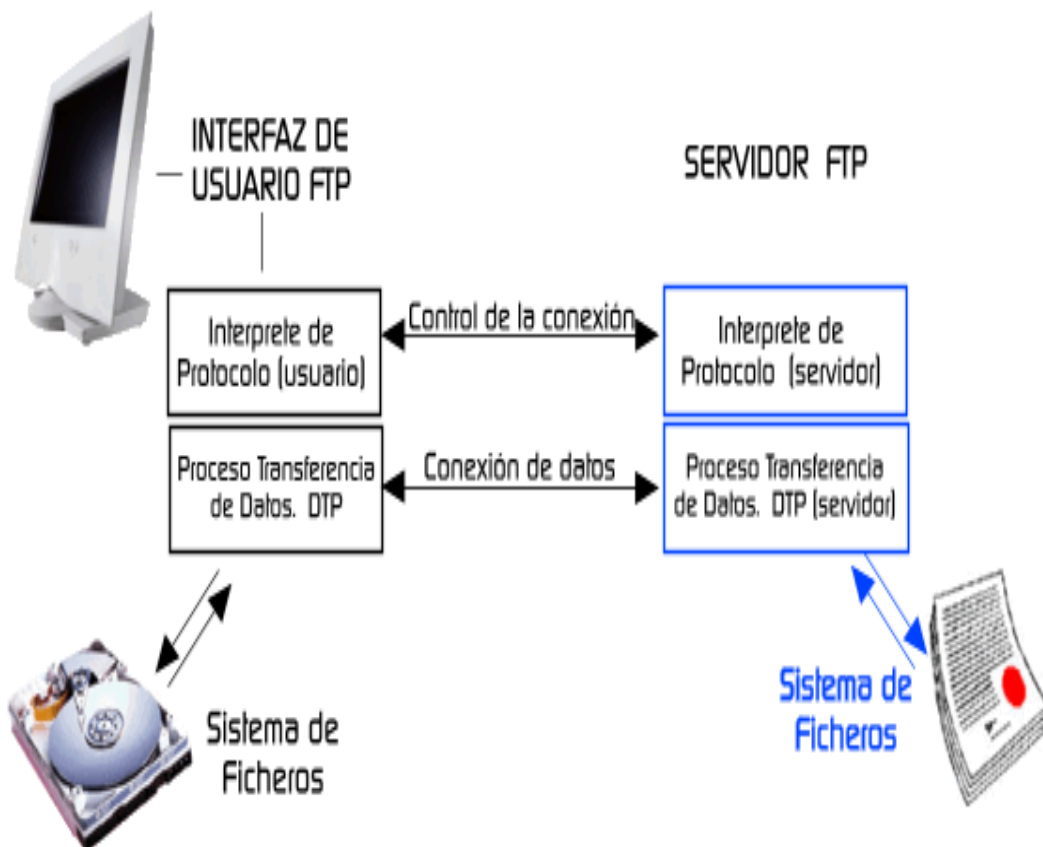 INTERFAZ DE
USUARIO FTP
SERVIDOR FTP
Interprete de
Protocolo (usuario)
Control de la conexión
Interprete de
Protocolo (servidor)
Proceso Transferencia
de Datos. DTP
Conexión de datos
Proceso Transferencia
de Datos. DTP (servidor)
Sistema de
Ficheros
Sistema de
Ficheros